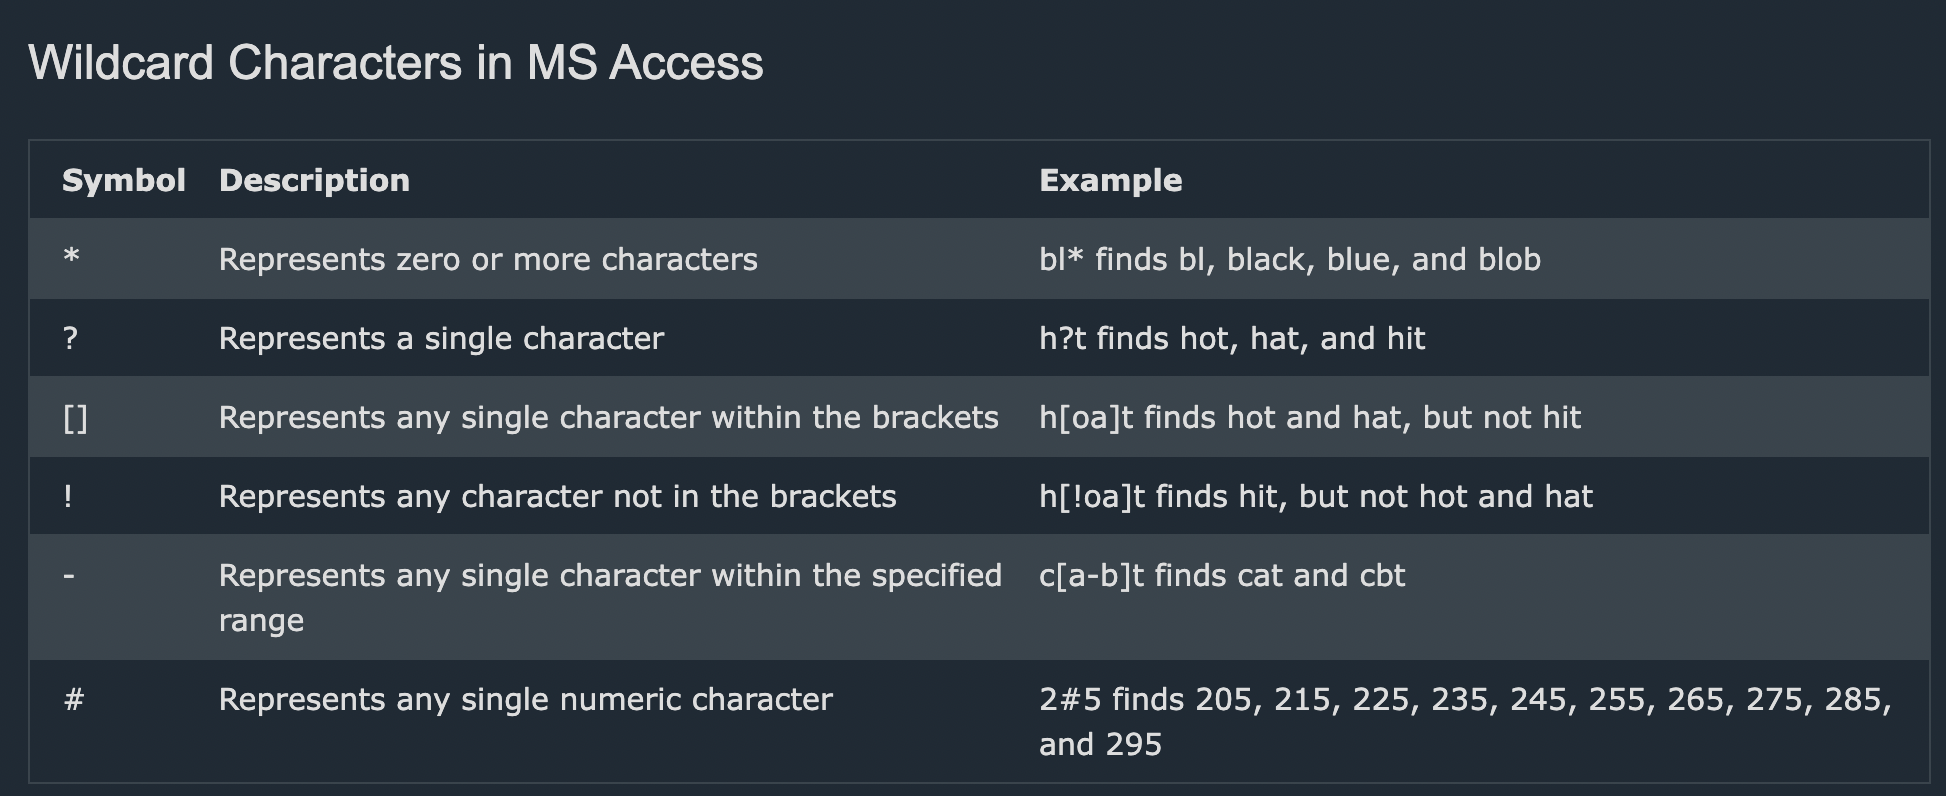 Wildcard Characters in MS Access
Symbol Description Example
* Represents zero or more characters bl* finds bl, black, blue, and blob
? Represents a single character h?t finds hot, hat, and hit
[] Represents any single character within the brackets h[oa]t finds hot and hat, but not hit
! Represents any character not in the brackets h[!oa]t finds hit, but not hot and hat
- Represents any single character within the specified c[a-b]t finds cat and cbt
range
# Represents any single numeric character 2#5 finds 205, 215, 225, 235, 245, 255, 265, 275, 285,
and 295